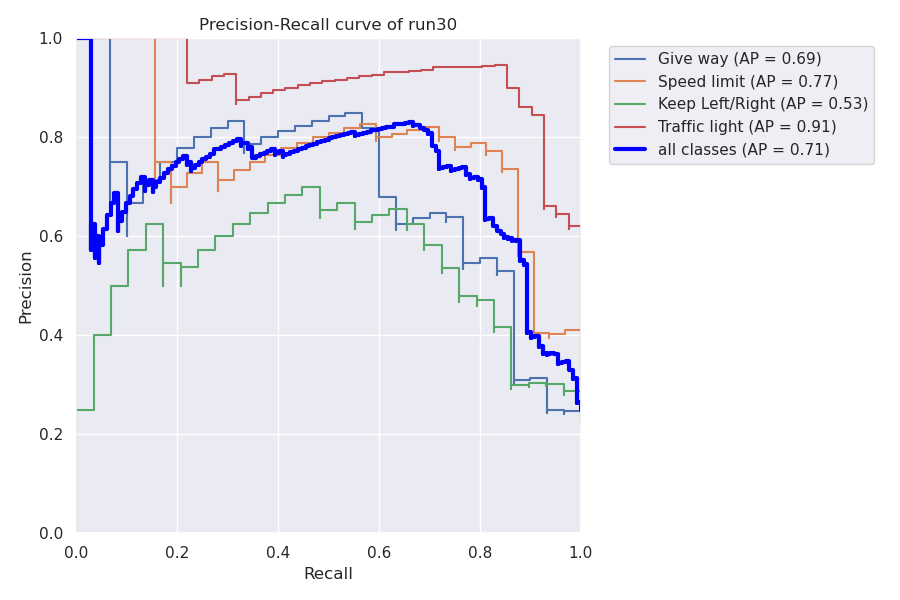 Precision-Recall curve of run30
1.0
0.8
0.6
0.4
0.2
0.0
Precision
0.0 0.2 0.4 0.6 0.8 1.0
Recall
Give way (AP = 0.69)
Speed limit (AP = 0.77)
Keep Left/Right (AP = 0.53)
Traffic light (AP = 0.91)
all classes (AP = 0.71)